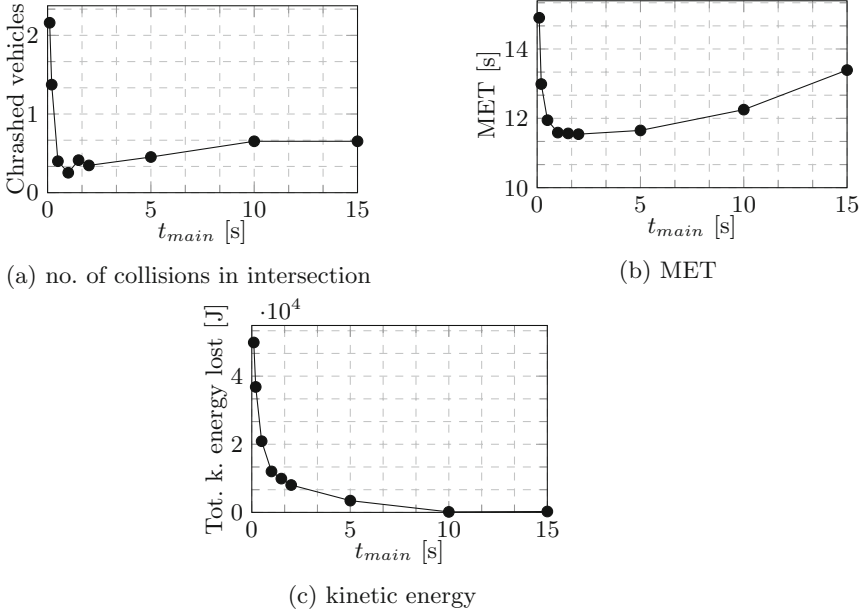 2
1
0
Chrashed vehicles
0
5
10
15
t_main [s]
(a) no. of collisions in intersection
14
12
10
MET [s]
0
5
10
15
t_main [s]
(b) MET
·10^4
4
2
0
Tot. k. energy lost [J]
0
5
10
15
t_main [s]
(c) kinetic energy